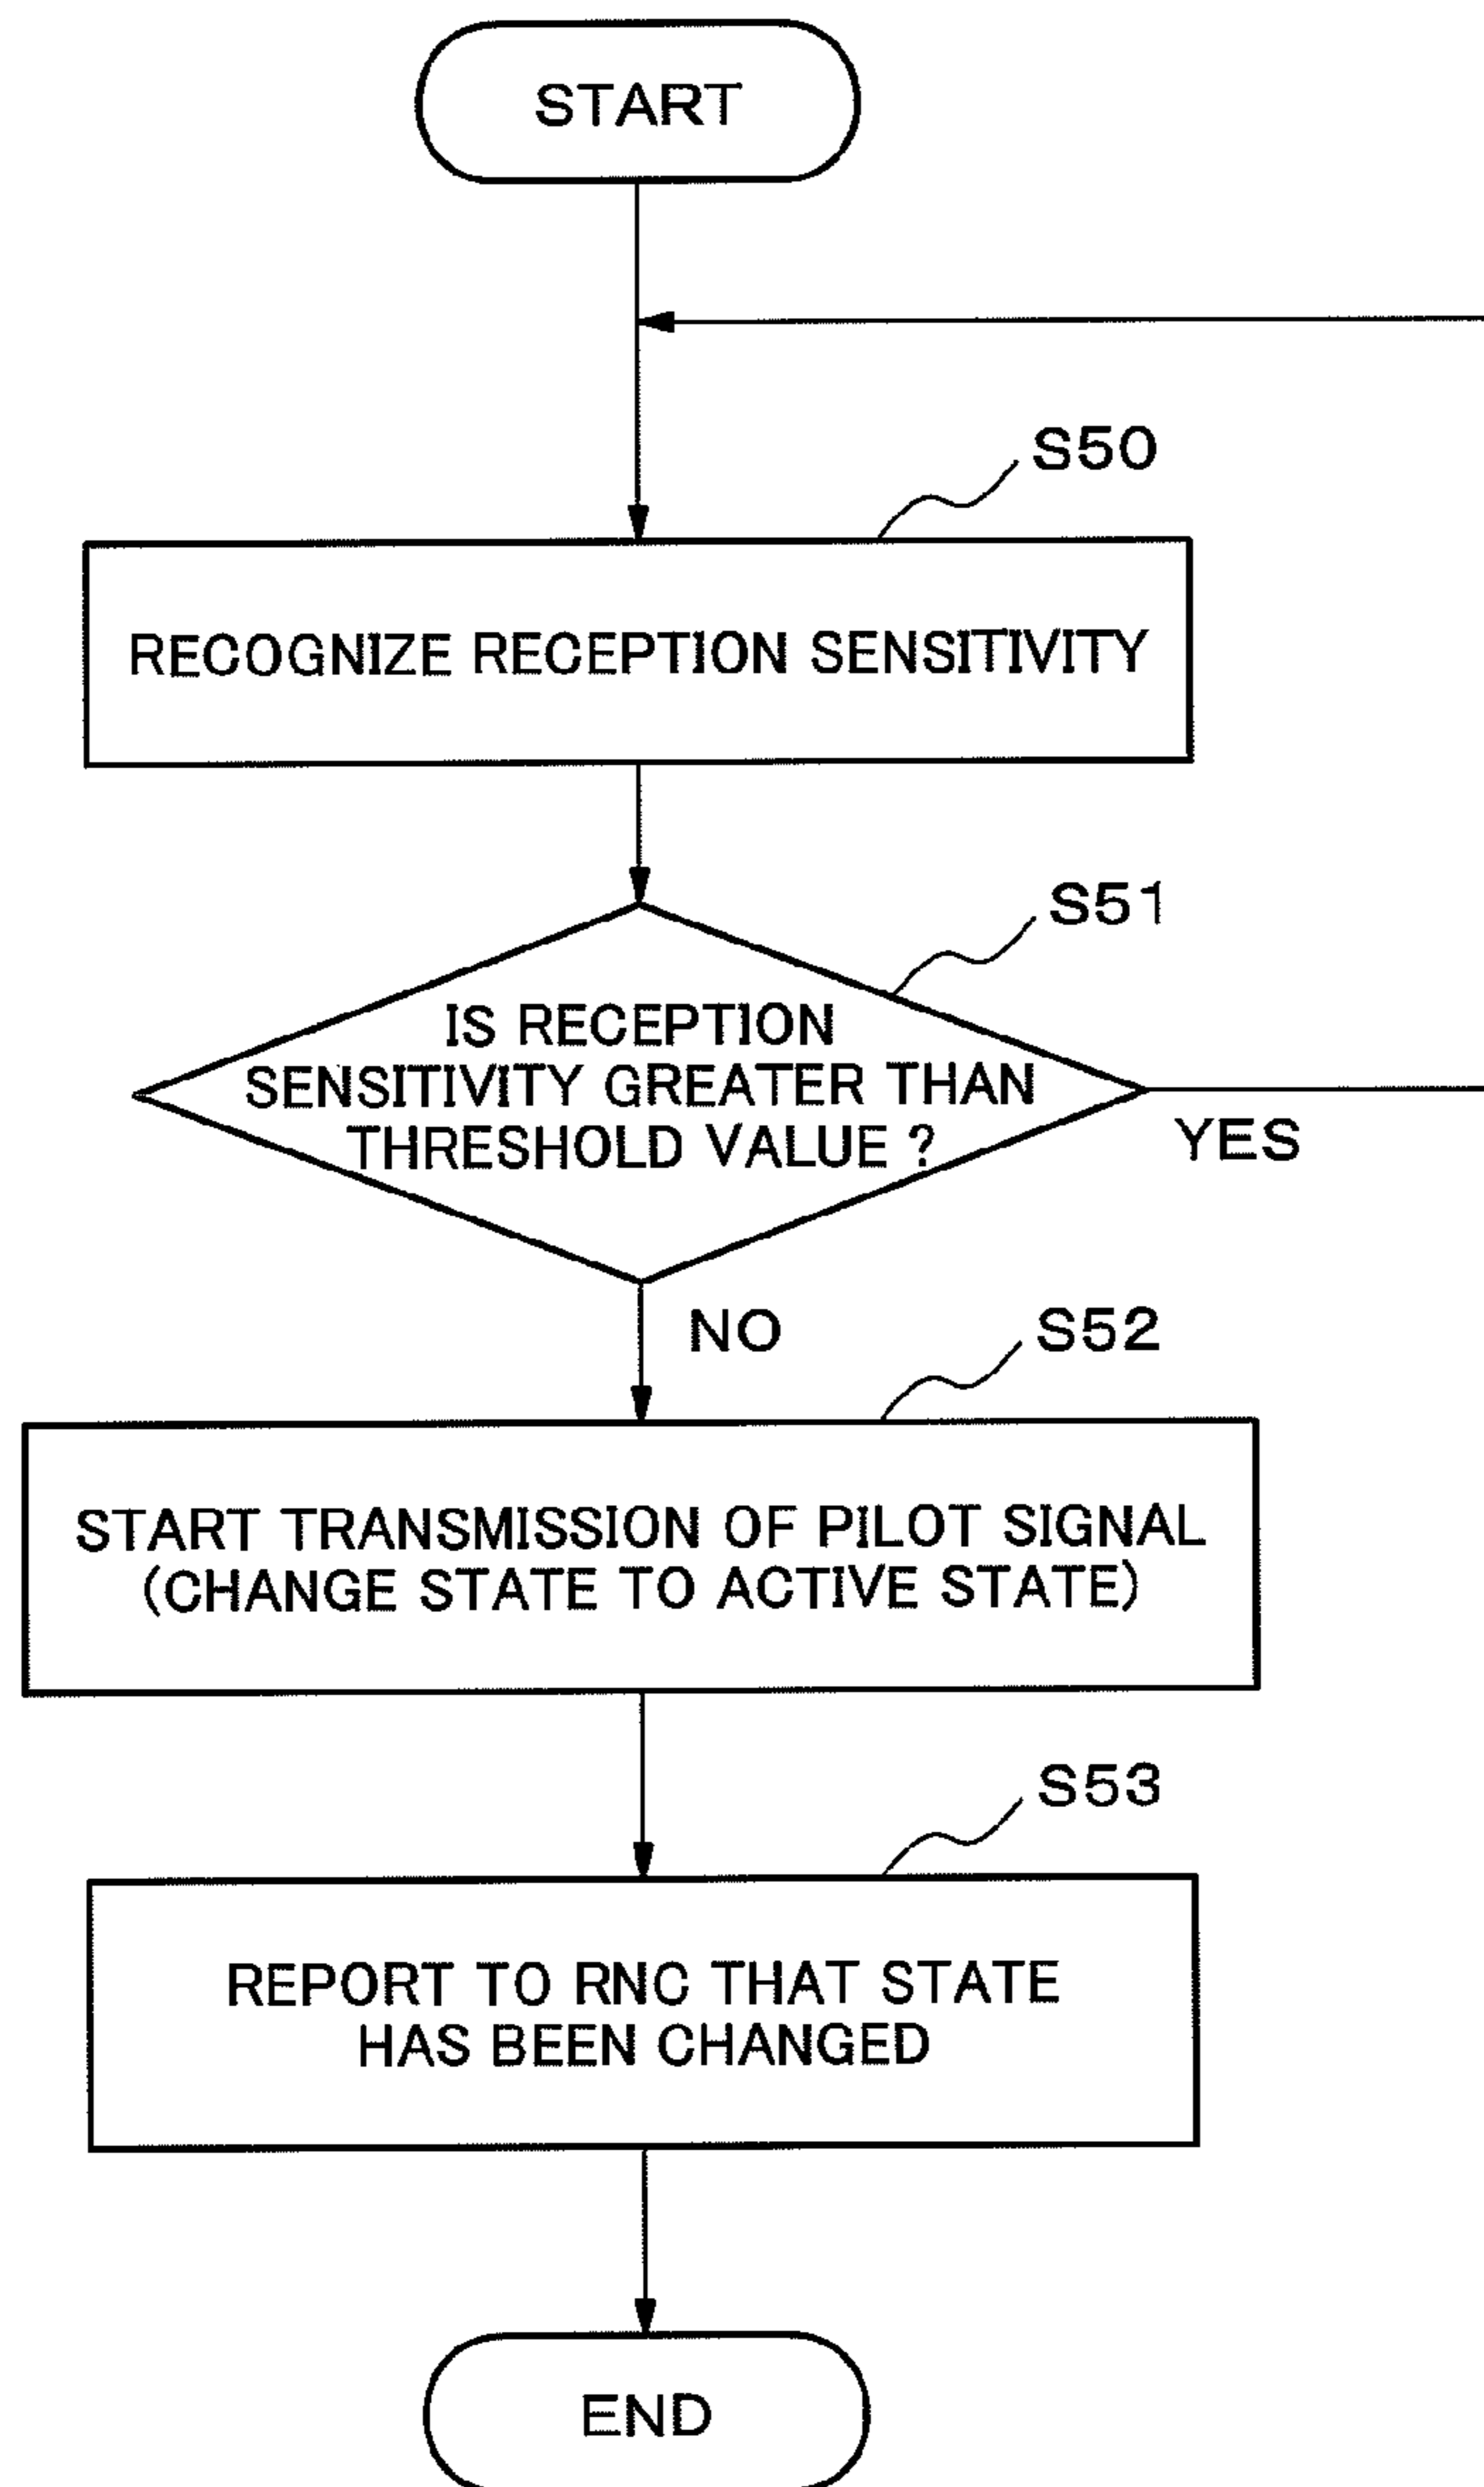 START
S50
RECOGNIZE RECEPTION SENSITIVITY
S51
IS RECEPTION
SENSITIVITY GREATER THAN
THRESHOLD VALUE ?
YES
NO
S52
START TRANSMISSION OF PILOT SIGNAL
(CHANGE STATE TO ACTIVE STATE)
S53
REPORT TO RNC THAT STATE
HAS BEEN CHANGED
END